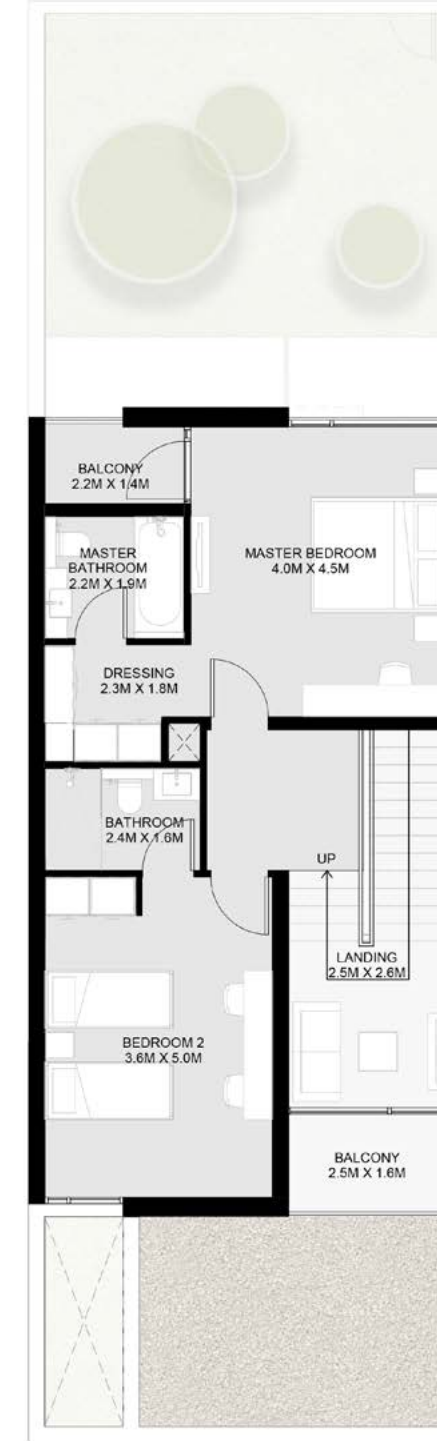 BALCONY
2.2M X 1.4M
MASTER
BATHROOM
2.2M X 1.9M
MASTER BEDROOM
4.0M X 4.5M
DRESSING
2.3M X 1.8M
BATHROOM
2.4M X 1.6M
UP
LANDING
2.5M X 2.6M
BEDROOM 2
3.6M X 5.0M
BALCONY
2.5M X 1.6M